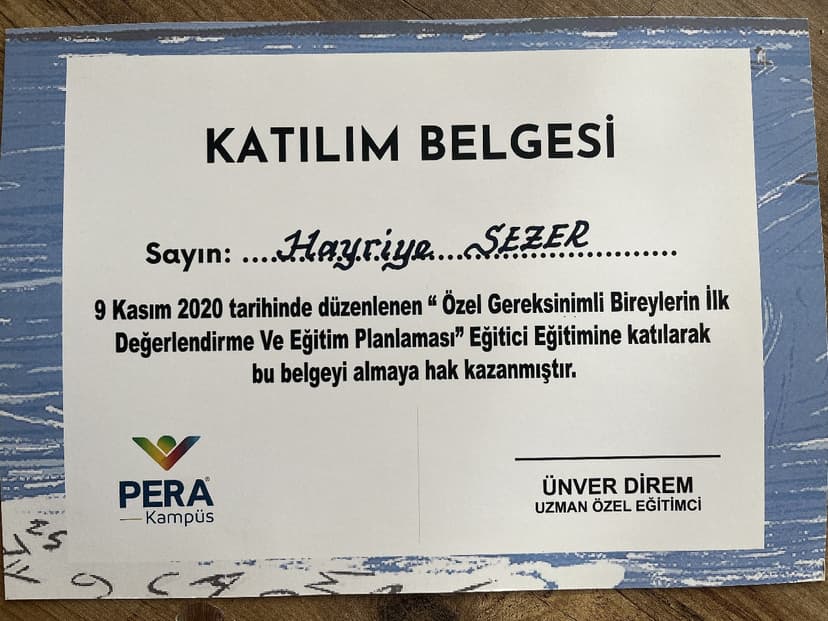 KATILIM BELGESİ
Sayın: ....Hayriye....SEZER..........
9 Kasım 2020 tarihinde düzenlenen “ Özel Gereksinimli Bireylerin İlk
Değerlendirme Ve Eğitim Planlaması” Eğitici Eğitimine katılarak
bu belgeyi almaya hak kazanmıştır.
PERA
Kampüs
ÜNVER DİREM
UZMAN ÖZEL EĞİTİMCİ